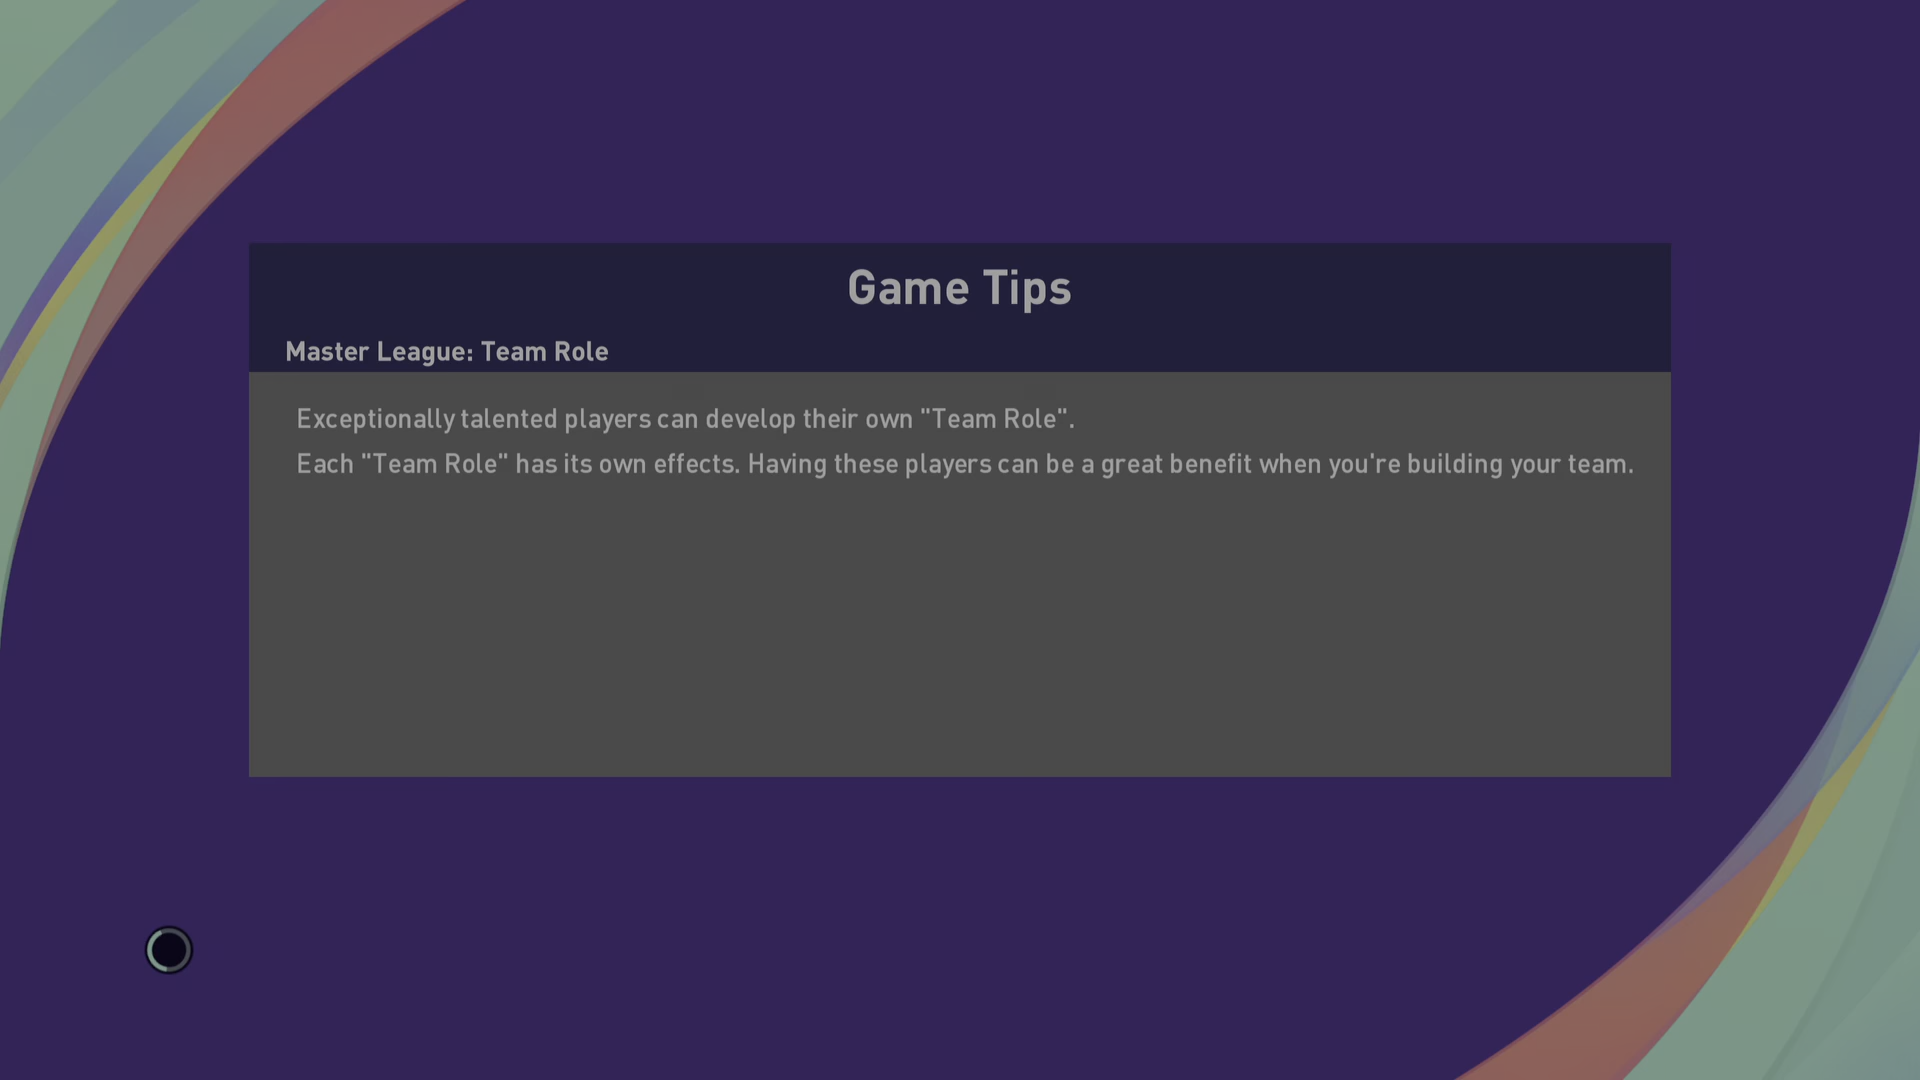 Game Tips
Master League: Team Role
Exceptionally talented players can develop their own "Team Role".
Each "Team Role" has its own effects. Having these players can be a great benefit when you're building your team.